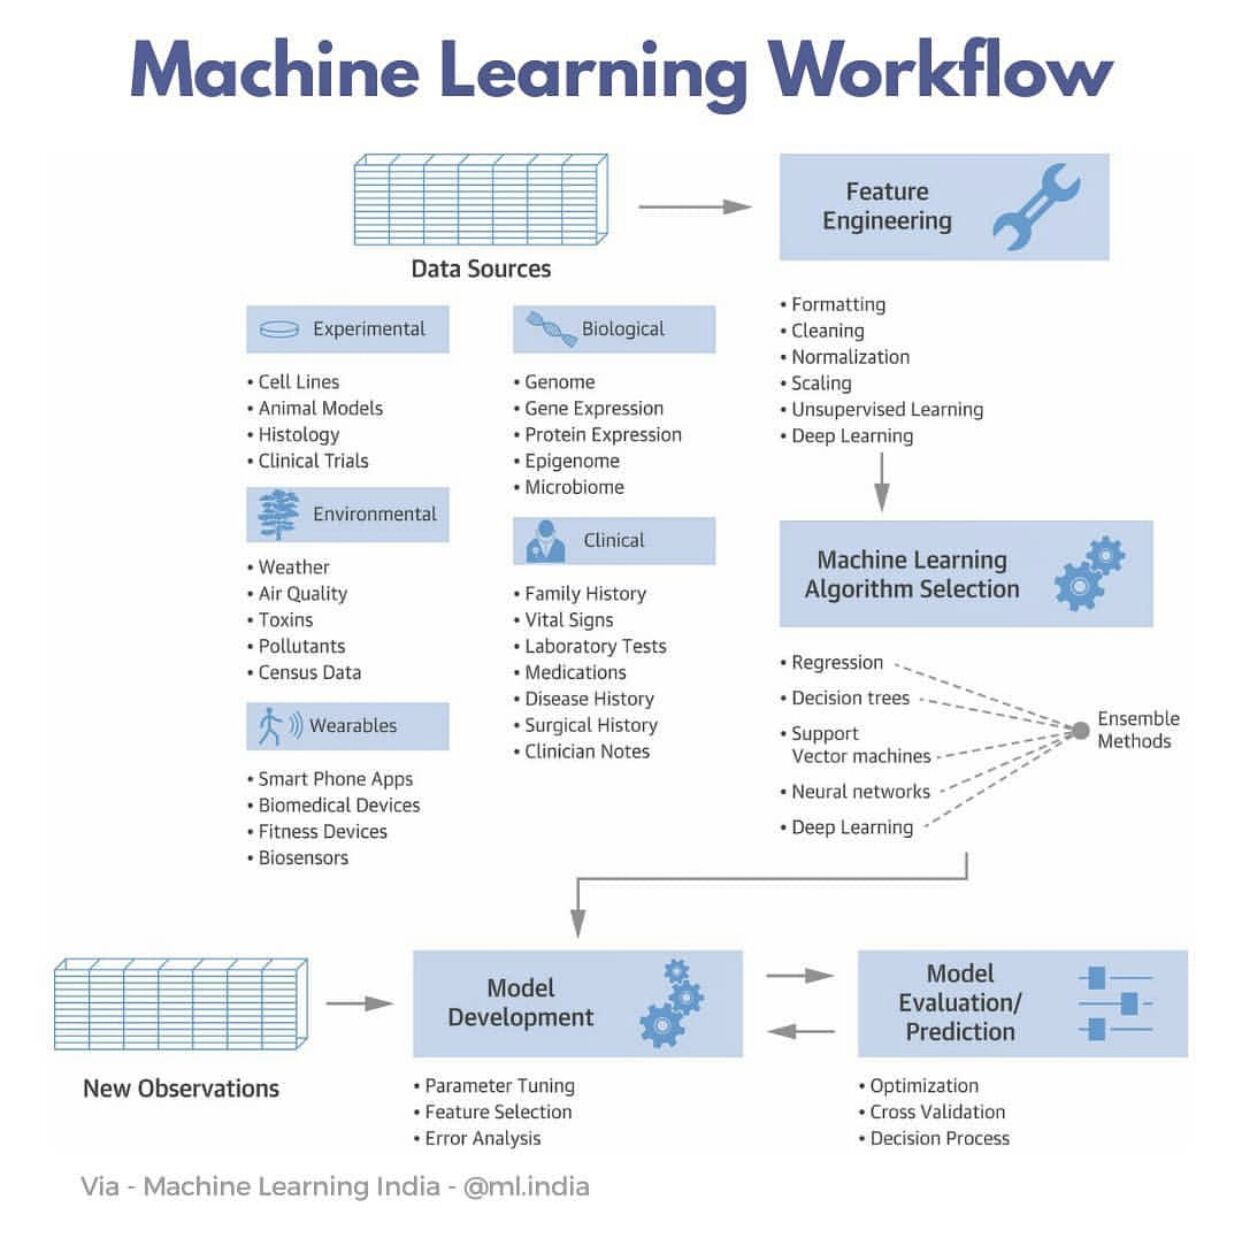 Machine Learning Workflow
Data Sources
Experimental
• Cell Lines
• Animal Models
• Histology
• Clinical Trials
Environmental
• Weather
• Air Quality
• Toxins
• Pollutants
• Census Data
Wearables
• Smart Phone Apps
• Biomedical Devices
• Fitness Devices
• Biosensors
Biological
• Genome
• Gene Expression
• Protein Expression
• Epigenome
• Microbiome
Clinical
• Family History
• Vital Signs
• Laboratory Tests
• Medications
• Disease History
• Surgical History
• Clinician Notes
Feature
Engineering
• Formatting
• Cleaning
• Normalization
• Scaling
• Unsupervised Learning
• Deep Learning
Machine Learning
Algorithm Selection
• Regression
• Decision trees
• Support
Vector machines
• Neural networks
• Deep Learning
Ensemble
Methods
New Observations
Model
Development
• Parameter Tuning
• Feature Selection
• Error Analysis
Model
Evaluation/
Prediction
• Optimization
• Cross Validation
• Decision Process
Via - Machine Learning India - @ml.india